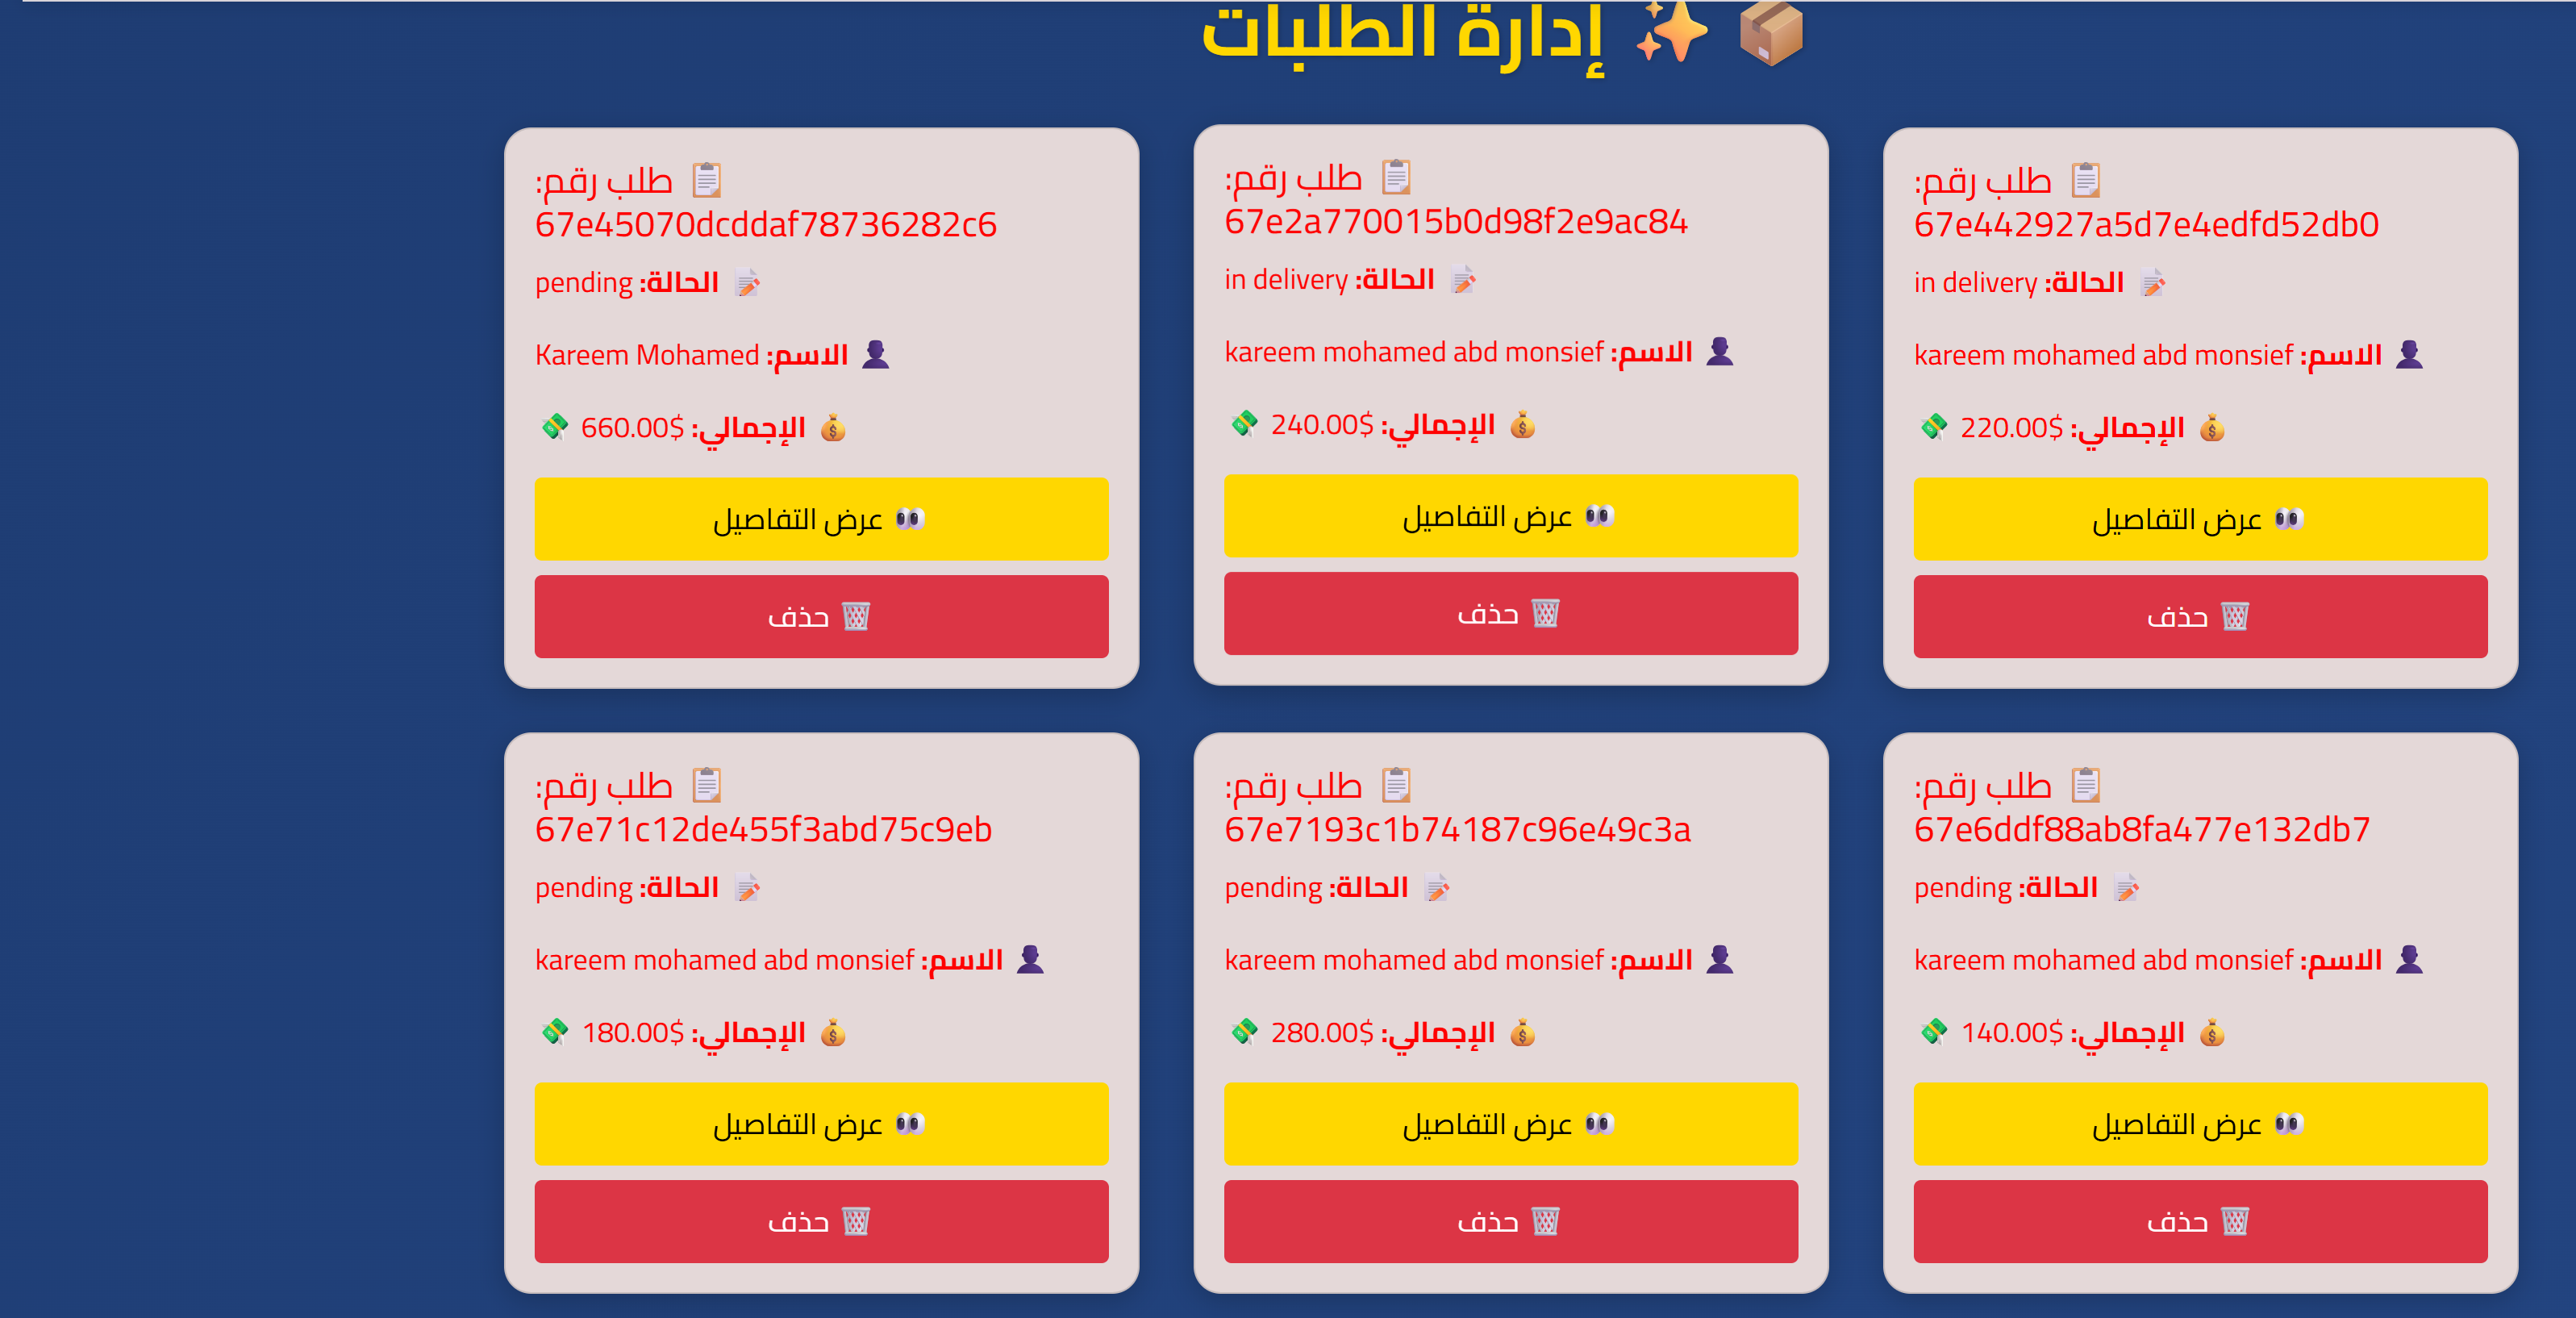 📦 ✨ إدارة الطلبات
📋 طلب رقم:
67e442927a5d7e4edfd52db0
📝 الحالة: in delivery
👤 الاسم: kareem mohamed abd monsief
💰 الإجمالي: 220.00$ 💸
👀 عرض التفاصيل
🗑️ حذف
📋 طلب رقم:
67e2a770015b0d98f2e9ac84
📝 الحالة: in delivery
👤 الاسم: kareem mohamed abd monsief
💰 الإجمالي: 240.00$ 💸
👀 عرض التفاصيل
🗑️ حذف
📋 طلب رقم:
67e45070dcddaf78736282c6
📝 الحالة: pending
👤 الاسم: Kareem Mohamed
💰 الإجمالي: 660.00$ 💸
👀 عرض التفاصيل
🗑️ حذف
📋 طلب رقم:
67e6ddf88ab8fa477e132db7
📝 الحالة: pending
👤 الاسم: kareem mohamed abd monsief
💰 الإجمالي: 140.00$ 💸
👀 عرض التفاصيل
🗑️ حذف
📋 طلب رقم:
67e7193c1b74187c96e49c3a
📝 الحالة: pending
👤 الاسم: kareem mohamed abd monsief
💰 الإجمالي: 280.00$ 💸
👀 عرض التفاصيل
🗑️ حذف
📋 طلب رقم:
67e71c12de455f3abd75c9eb
📝 الحالة: pending
👤 الاسم: kareem mohamed abd monsief
💰 الإجمالي: 180.00$ 💸
👀 عرض التفاصيل
🗑️ حذف